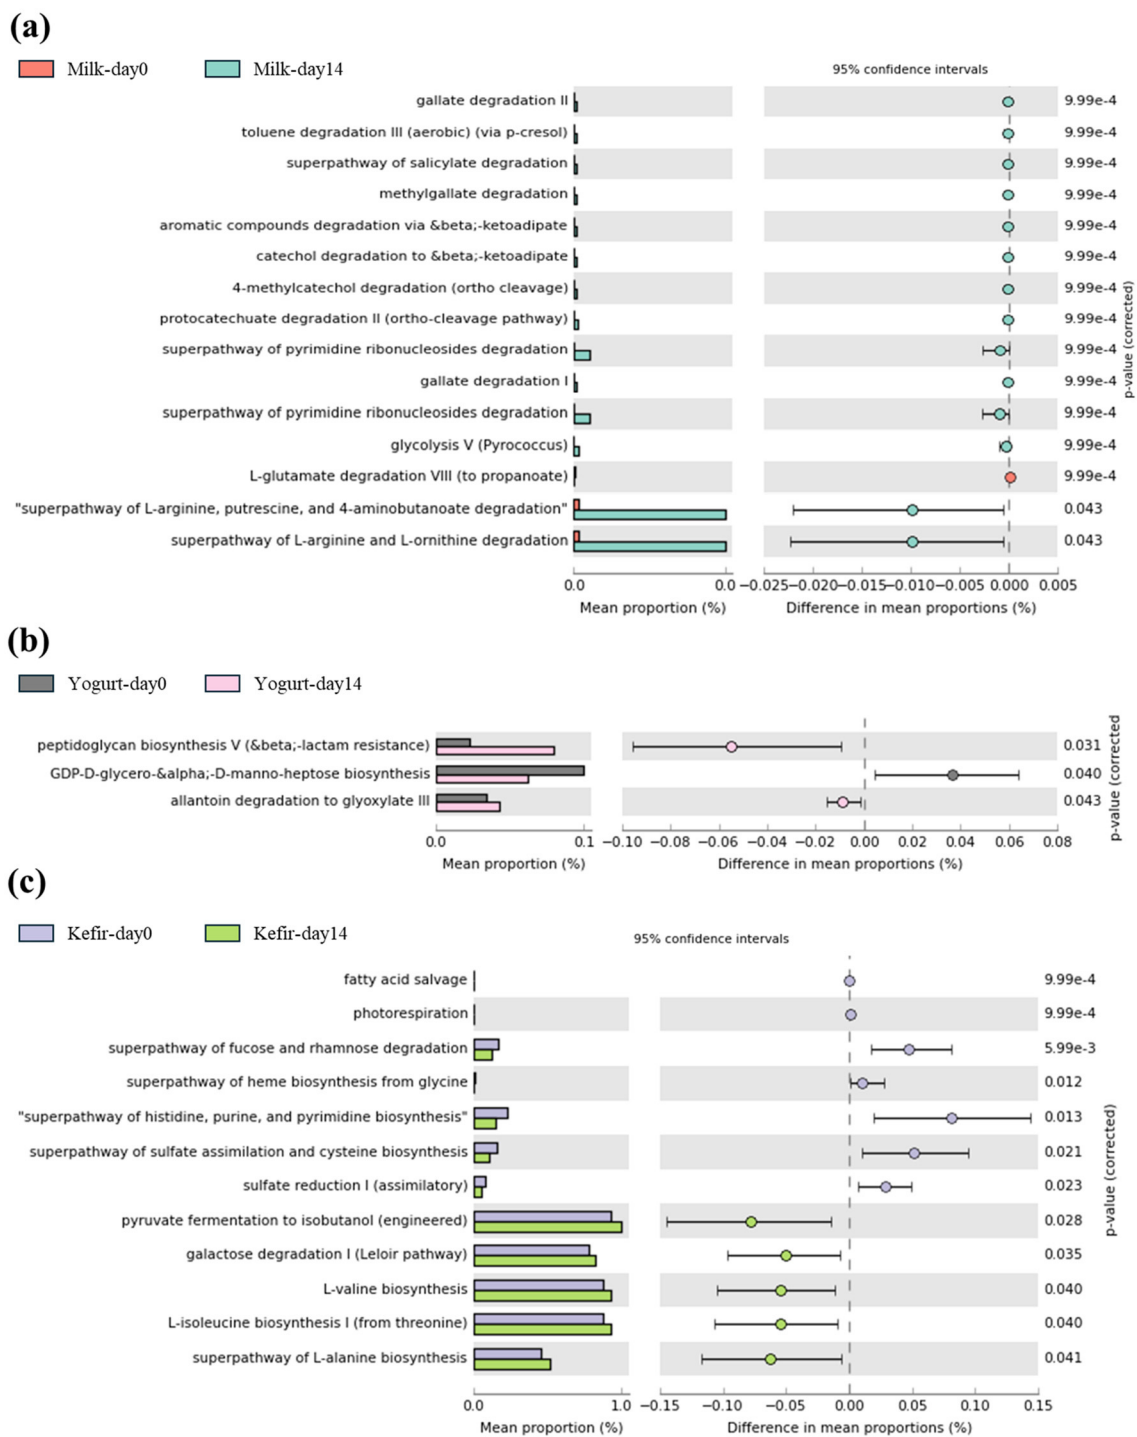 (a)
Milk-day0 Milk-day14
95% confidence intervals
gallate degradation II 9.99e-4
toluene degradation III (aerobic) (via p-cresol) 9.99e-4
superpathway of salicylate degradation 9.99e-4
methylgallate degradation 9.99e-4
aromatic compounds degradation via &beta;-ketoadipate 9.99e-4
catechol degradation to &beta;-ketoadipate 9.99e-4
4-methylcatechol degradation (ortho cleavage) 9.99e-4
protocatechuate degradation II (ortho-cleavage pathway) 9.99e-4
superpathway of pyrimidine ribonucleosides degradation 9.99e-4
gallate degradation I 9.99e-4
superpathway of pyrimidine ribonucleosides degradation 9.99e-4
glycolysis V (Pyrococcus) 9.99e-4
L-glutamate degradation VIII (to propanoate) 9.99e-4
"superpathway of L-arginine, putrescine, and 4-aminobutanoate degradation" 0.043
superpathway of L-arginine and L-ornithine degradation 0.043
p-value (corrected)
0.0 0.0 −0.025 −0.020 −0.015 −0.010 −0.005 0.000 0.005
Mean proportion (%) Difference in mean proportions (%)
(b)
Yogurt-day0 Yogurt-day14
peptidoglycan biosynthesis V (&beta;-lactam resistance) 0.031
GDP-D-glycero-&alpha;-D-manno-heptose biosynthesis 0.040
allantoin degradation to glyoxylate III 0.043
p-value (corrected
0.0 0.1 −0.10 −0.08 −0.06 −0.04 −0.02 0.00 0.02 0.04 0.06 0.08
Mean proportion (%) Difference in mean proportions (%)
(c)
Kefir-day0 Kefir-day14
95% confidence intervals
fatty acid salvage 9.99e-4
photorespiration 9.99e-4
superpathway of fucose and rhamnose degradation 5.99e-3
superpathway of heme biosynthesis from glycine 0.012
"superpathway of histidine, purine, and pyrimidine biosynthesis" 0.013
superpathway of sulfate assimilation and cysteine biosynthesis 0.021
sulfate reduction I (assimilatory) 0.023
pyruvate fermentation to isobutanol (engineered) 0.028
galactose degradation I (Leloir pathway) 0.035
L-valine biosynthesis 0.040
L-isoleucine biosynthesis I (from threonine) 0.040
superpathway of L-alanine biosynthesis 0.041
p-value (corrected)
0.0 1.0 −0.15 −0.10 −0.05 0.00 0.05 0.10 0.15
Mean proportion (%) Difference in mean proportions (%)